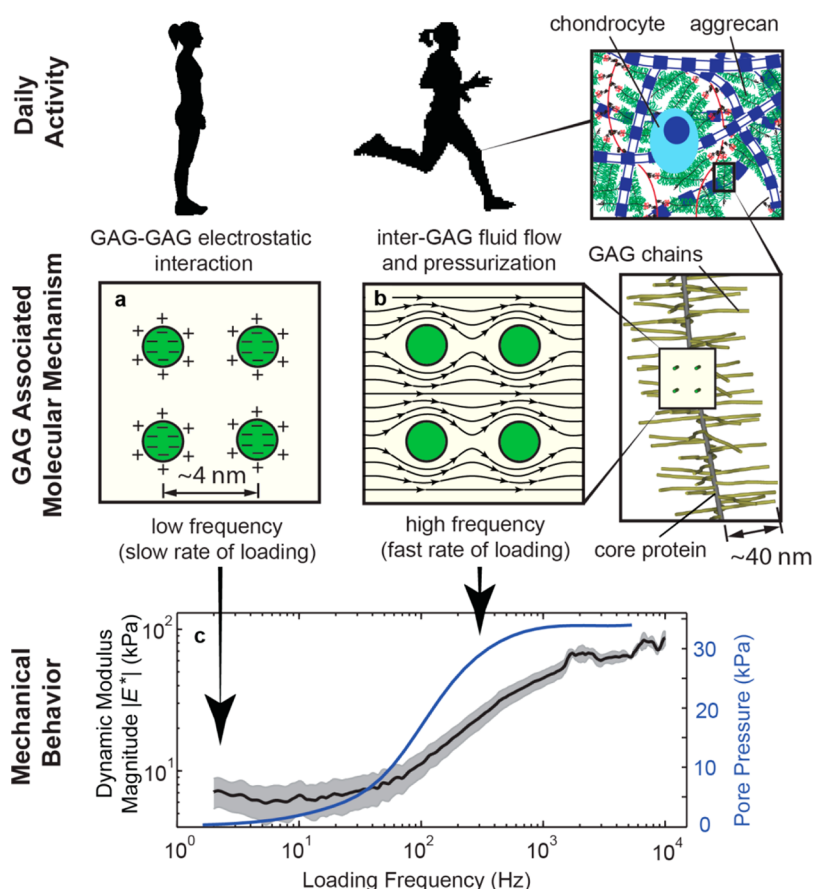 chondrocyte
aggrecan
Daily
Activity
GAG-GAG electrostatic
interaction
inter-GAG fluid flow
and pressurization
GAG chains
GAG Associated
Molecular Mechanism
a
+ + + + + + + + + + + +
− − − − − − − − − −
+ + + + + + + + + + + +
− − − − − − − − − −
~4 nm
b
core protein
~40 nm
low frequency
(slow rate of loading)
high frequency
(fast rate of loading)
Mechanical
Behavior
Dynamic Modulus
Magnitude |E*| (kPa)
10²
10¹
c
30
20
10
0
Pore Pressure (kPa)
10⁰ 10¹ 10² 10³ 10⁴
Loading Frequency (Hz)